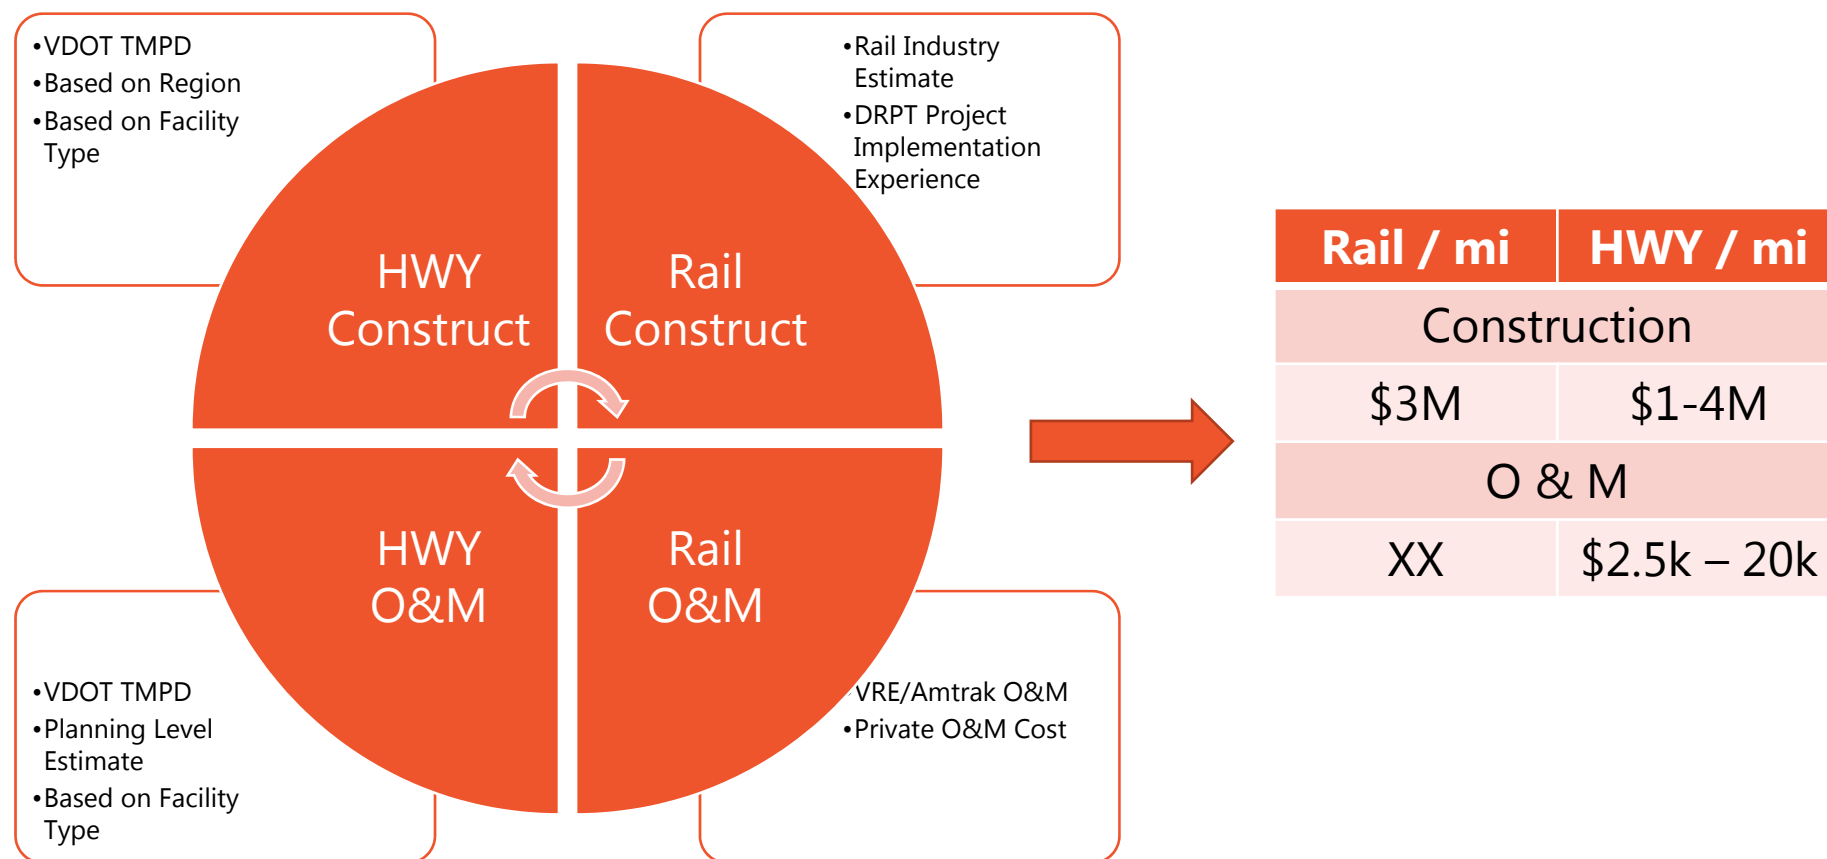 •VDOT TMPD
•Based on Region
•Based on Facility
Type
•Rail Industry
Estimate
•DRPT Project
Implementation
Experience
HWY
Construct
Rail
Construct
HWY
O&M
Rail
O&M
•VDOT TMPD
•Planning Level
Estimate
•Based on Facility
Type
•VRE/Amtrak O&M
•Private O&M Cost
Rail / mi HWY / mi
Construction
$3M $1-4M
O & M
XX $2.5k – 20k